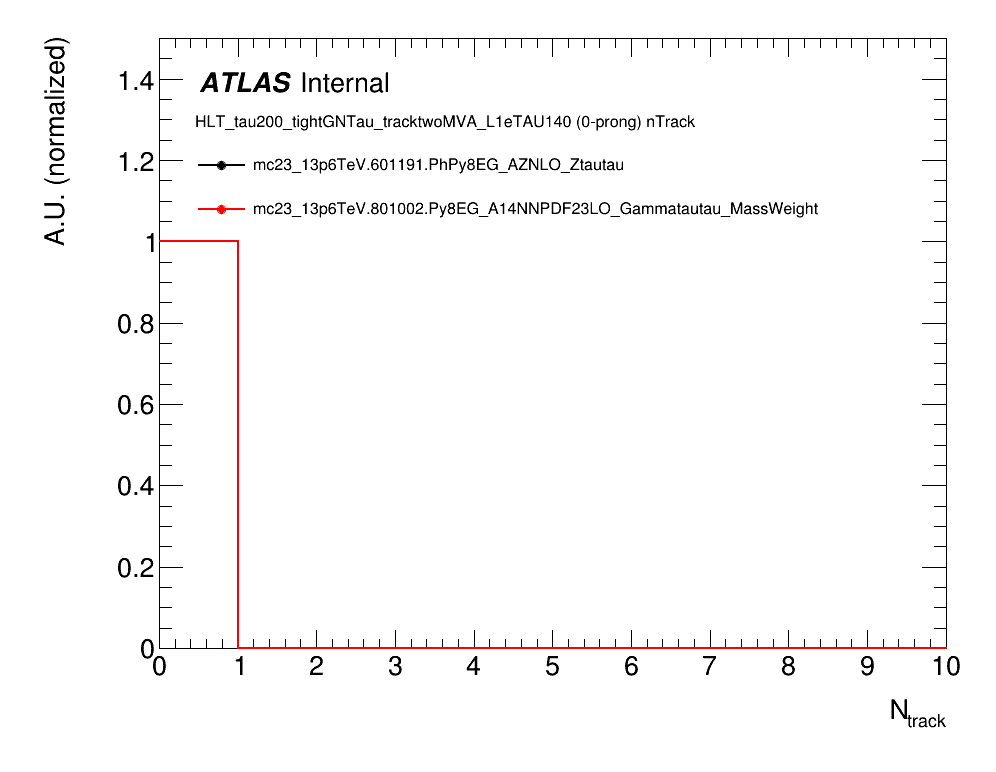 A.U. (normalized)
1.4
1.2
1
0.8
0.6
0.4
0.2
0
ATLAS Internal
HLT_tau200_tightGNTau_tracktwoMVA_L1eTAU140 (0-prong) nTrack
mc23_13p6TeV.601191.PhPy8EG_AZNLO_Ztautau
mc23_13p6TeV.801002.Py8EG_A14NNPDF23LO_Gammatautau_MassWeight
0 1 2 3 4 5 6 7 8 9 10
N_track